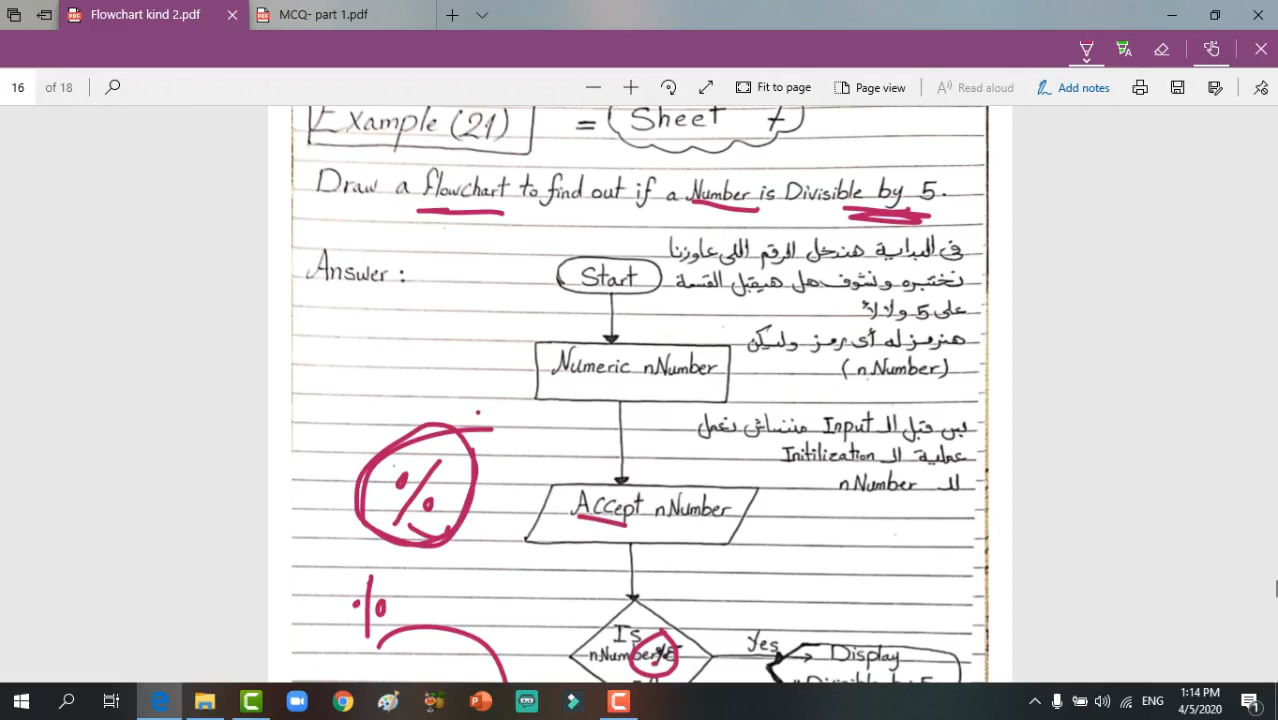 Flowchart kind 2.pdf
MCQ- part 1.pdf
16 of 18
Fit to page
Page view
Read aloud
Add notes
Example (21) = Sheet
Draw a flowchart to find out if a Number is Divisible by 5.
فى البداية هندخل الرقم اللى عاوزنا
Answer :
Start
نختبره ونشوف هل هيقبل القسمة
على 5 ولا لأ
هنرمز له أى رمز وليكن
Numeric nNumber
(nNumber)
بس قبل الـ Input منساش نعمل
عملية الـ Initilization
للـ nNumber
Accept nNumber
%
%
Is
Yes
nNumber%5
Display
ENG
1:14 PM
4/5/2020